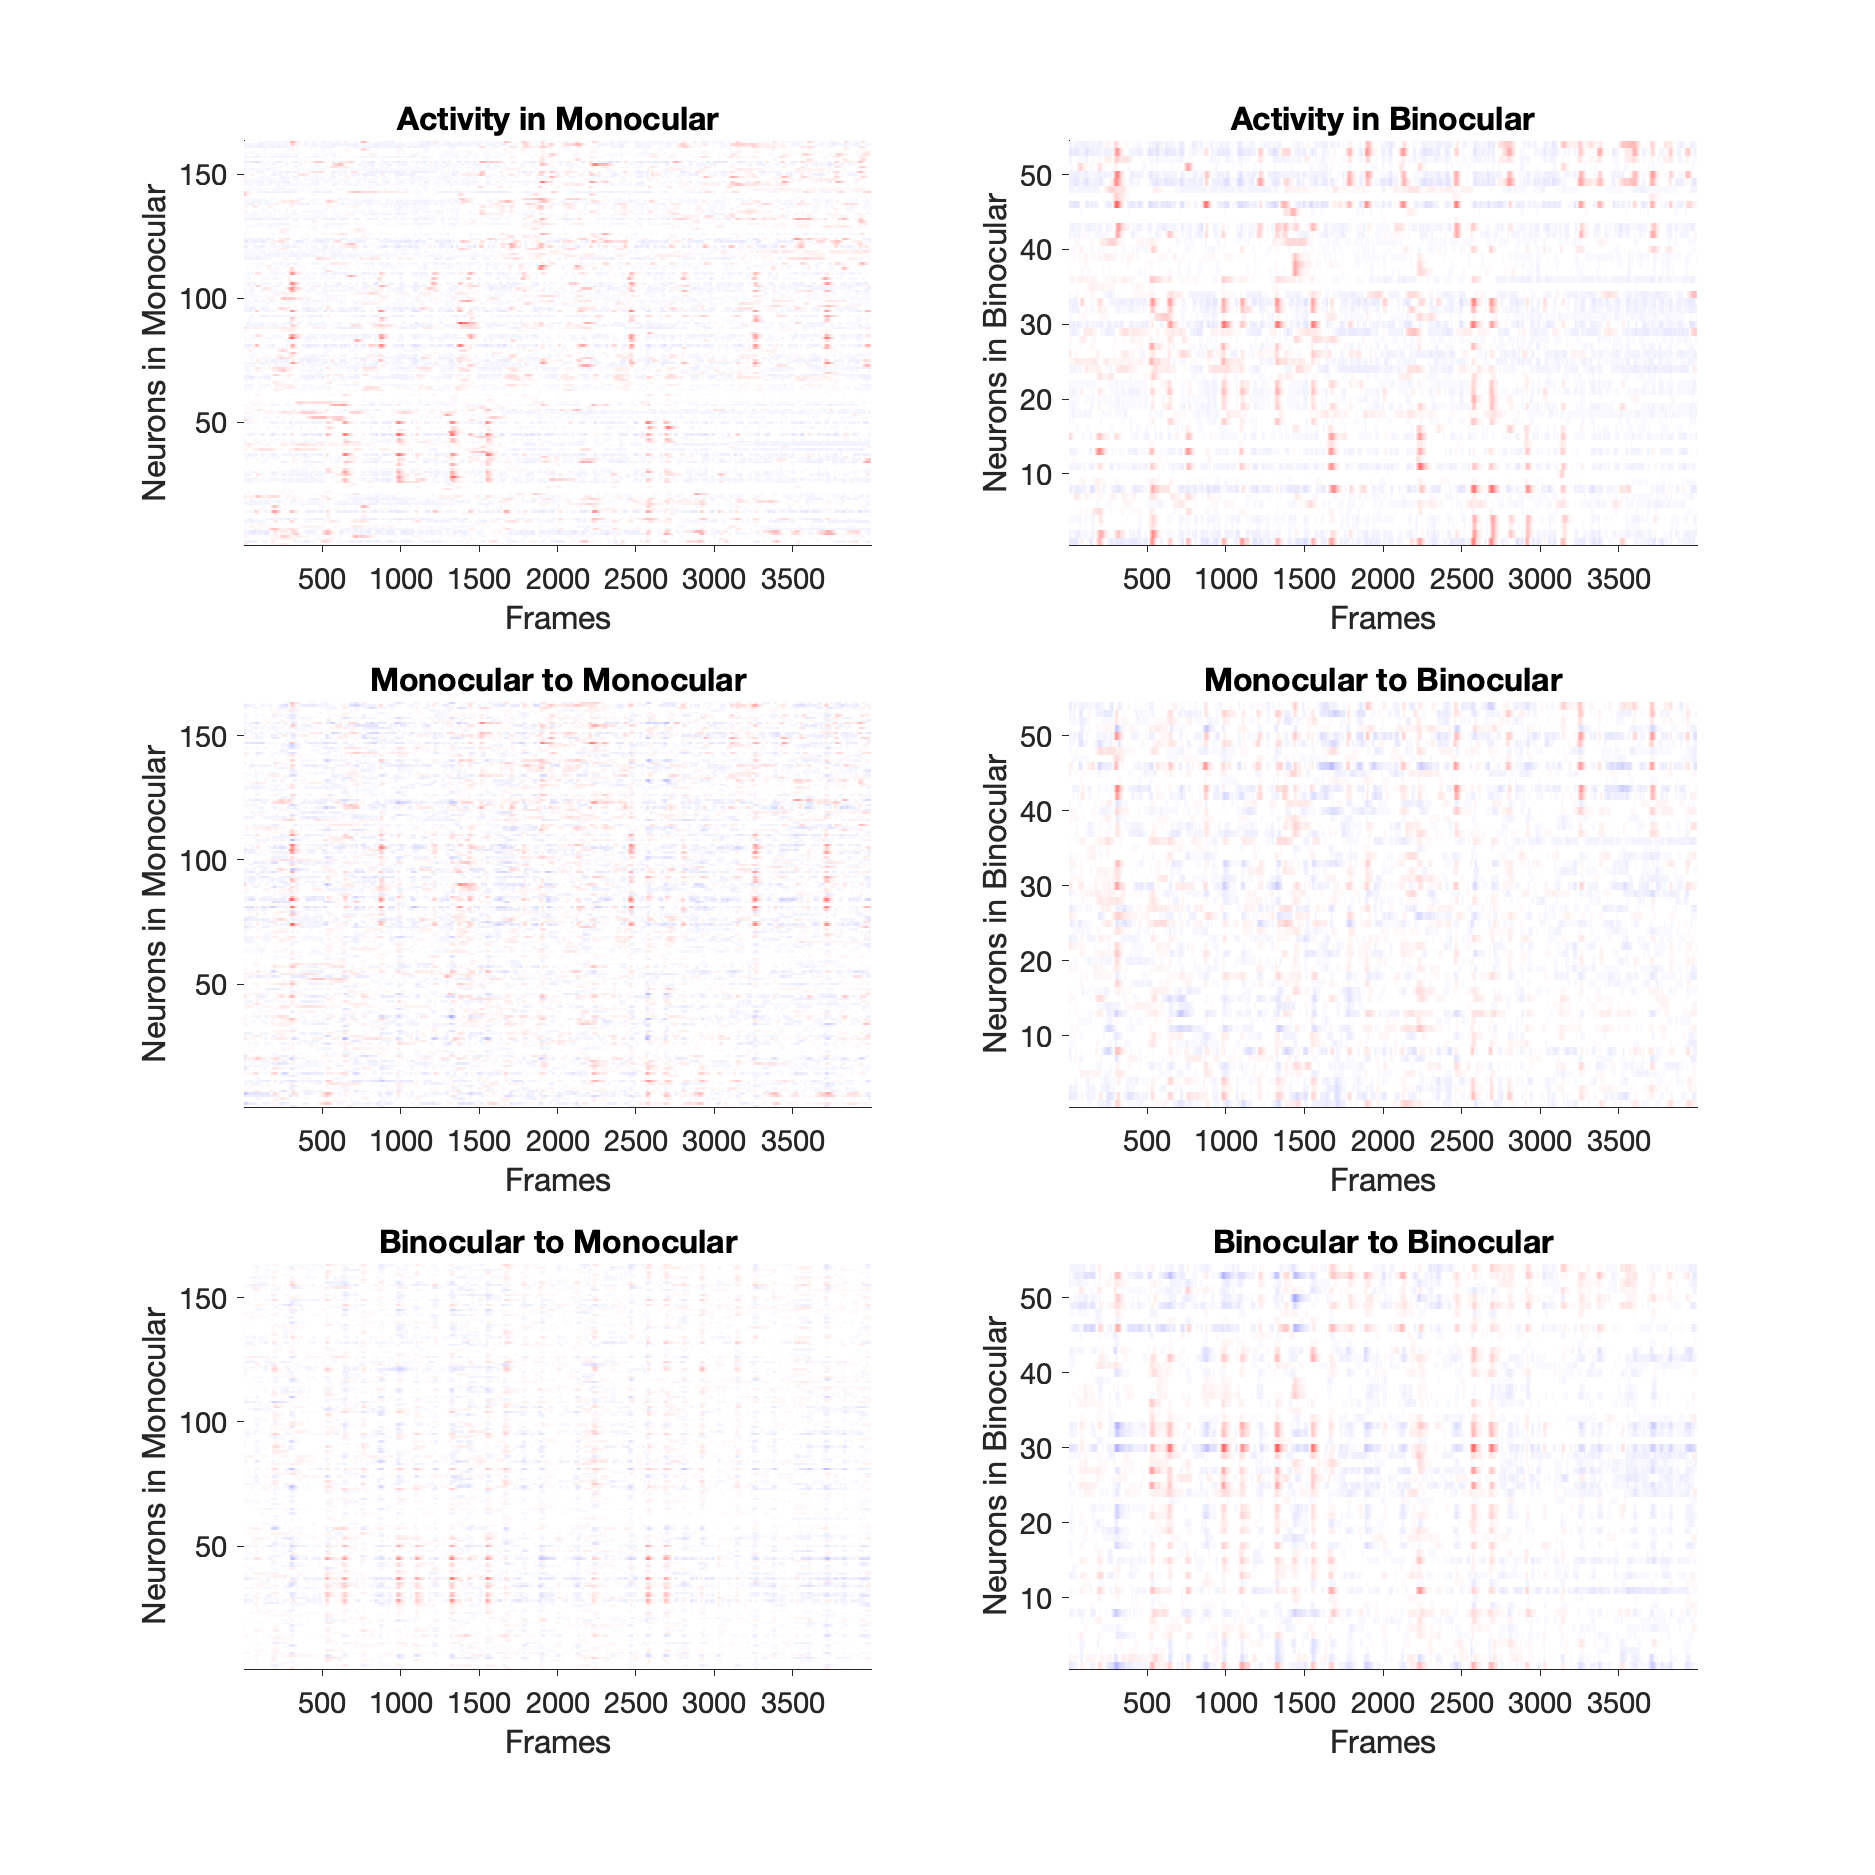 Activity in Monocular
Neurons in Monocular
150
100
50
500 1000 1500 2000 2500 3000 3500
Frames
Activity in Binocular
Neurons in Binocular
50
40
30
20
10
500 1000 1500 2000 2500 3000 3500
Frames
Monocular to Monocular
Neurons in Monocular
150
100
50
500 1000 1500 2000 2500 3000 3500
Frames
Monocular to Binocular
Neurons in Binocular
50
40
30
20
10
500 1000 1500 2000 2500 3000 3500
Frames
Binocular to Monocular
Neurons in Monocular
150
100
50
500 1000 1500 2000 2500 3000 3500
Frames
Binocular to Binocular
Neurons in Binocular
50
40
30
20
10
500 1000 1500 2000 2500 3000 3500
Frames